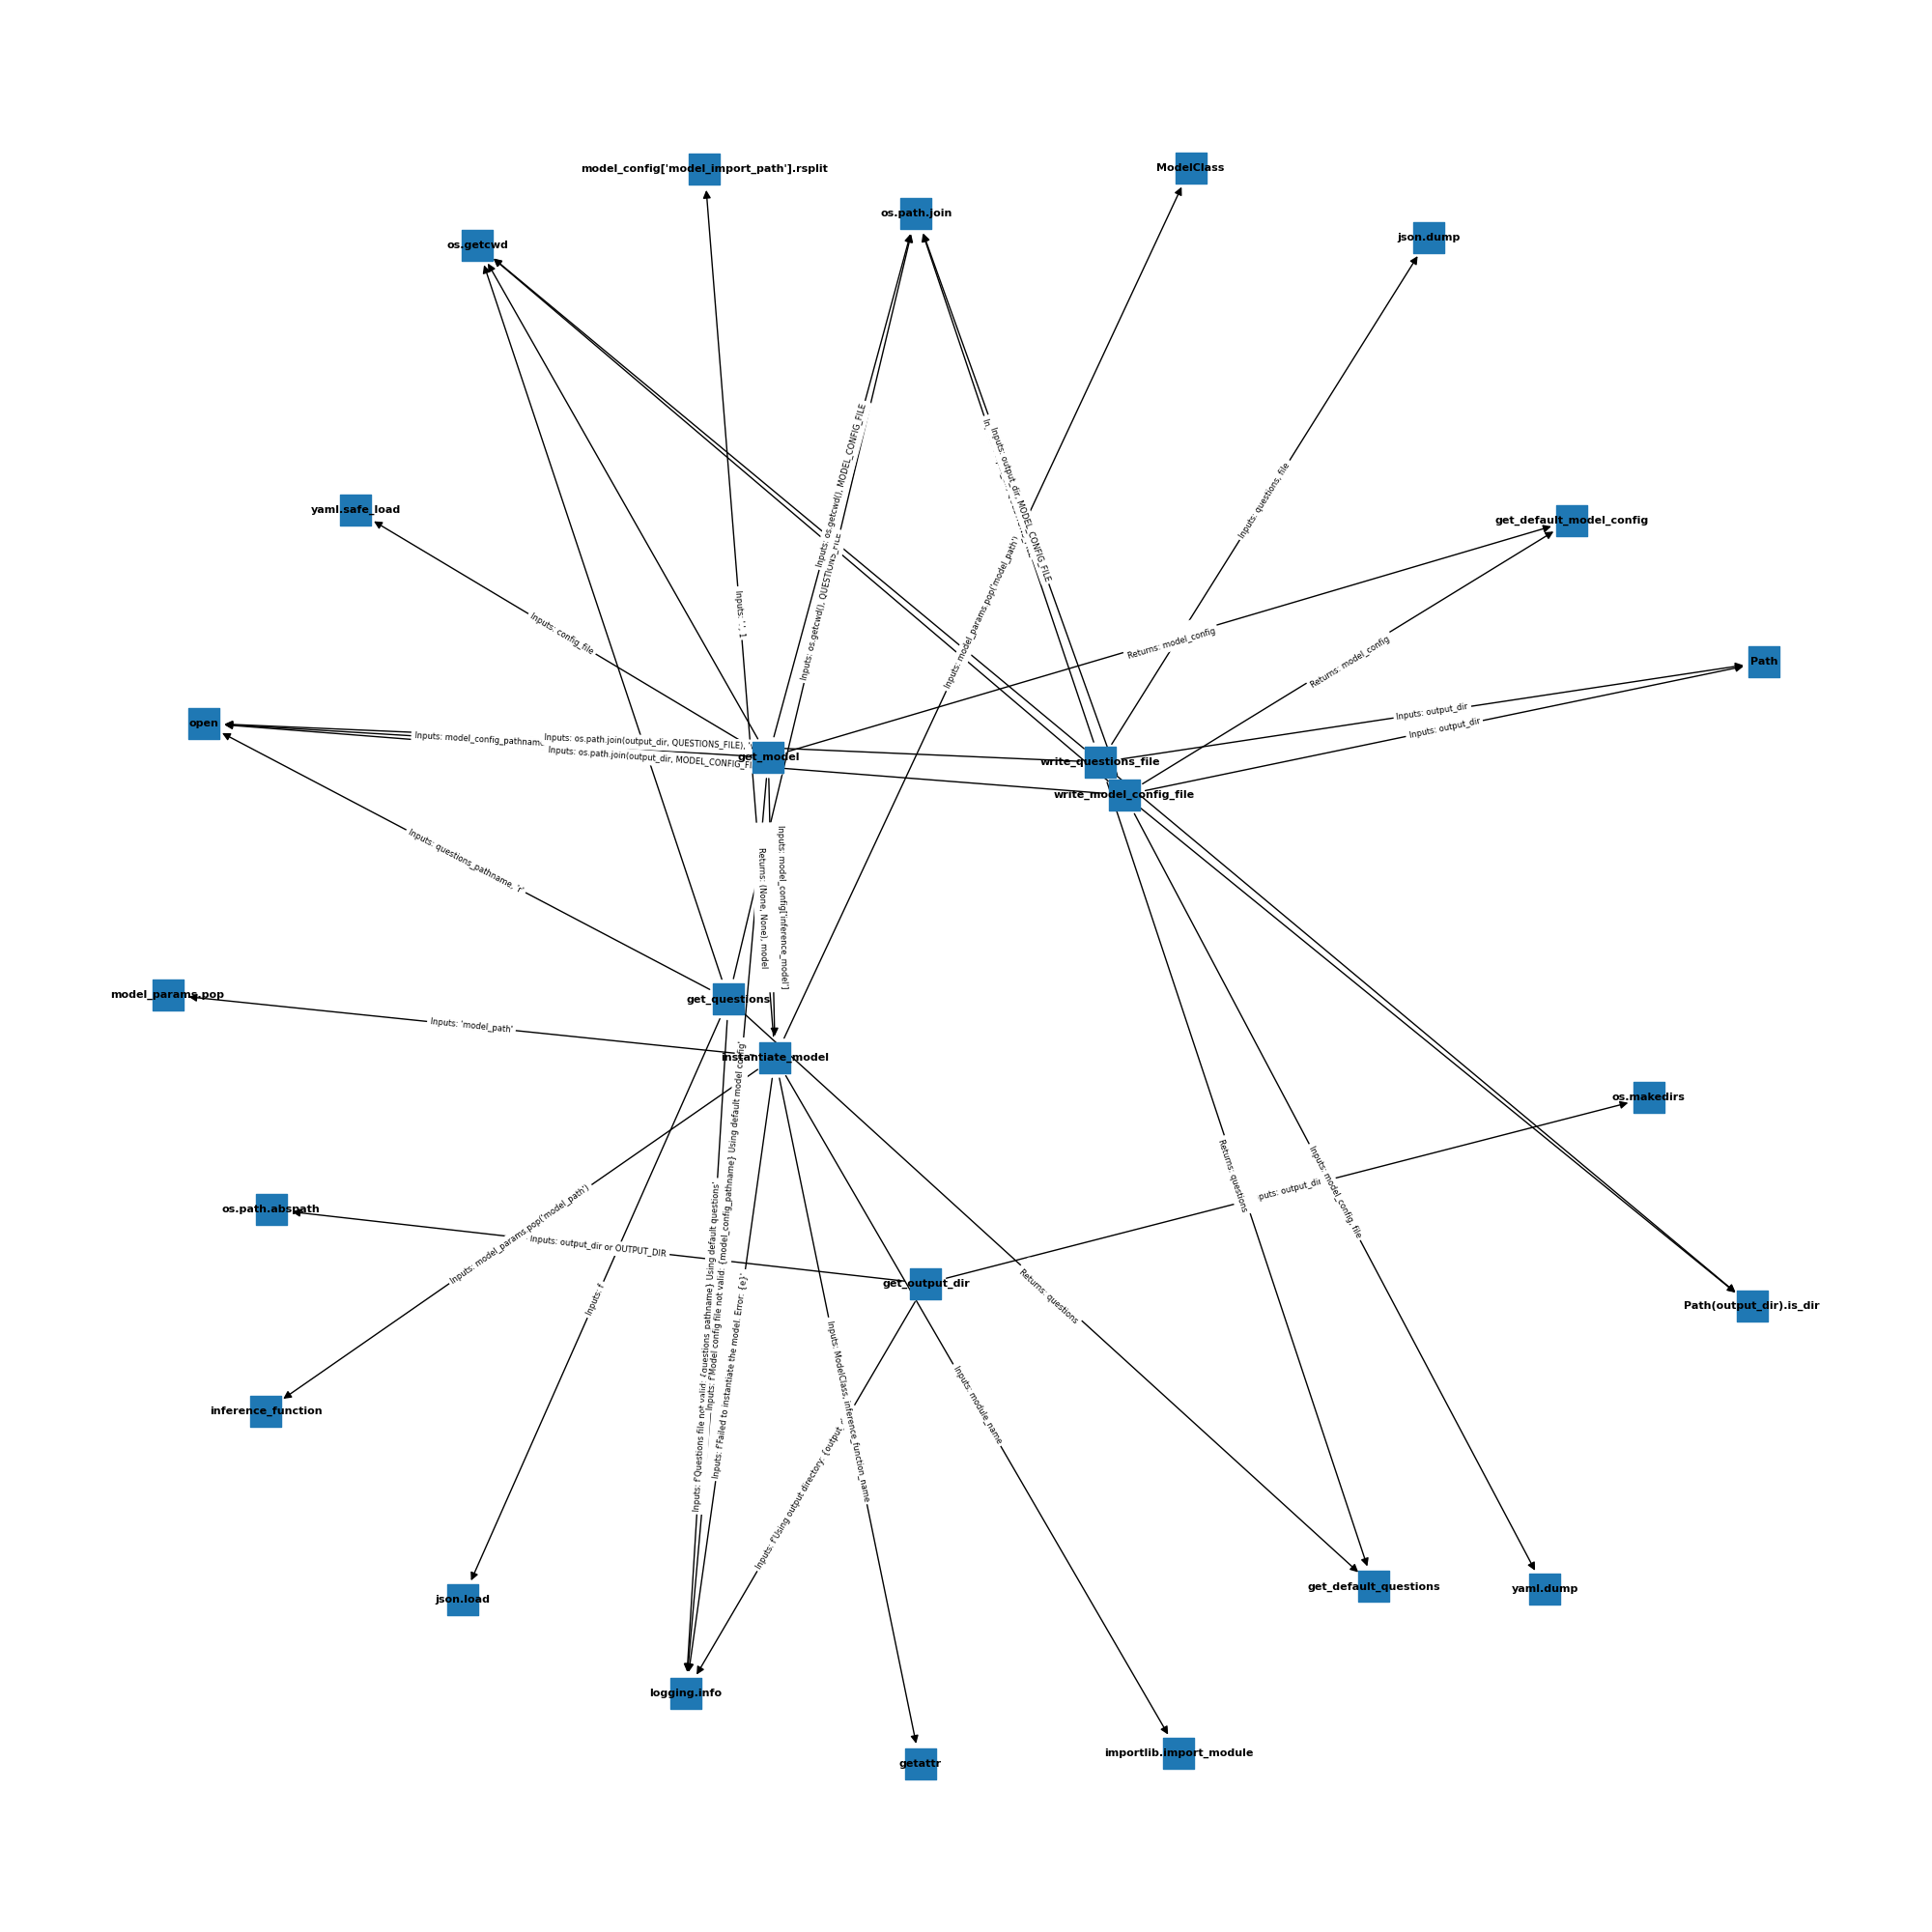 model_config['model_import_path'].rsplit
ModelClass
os.path.join
json.dump
os.getcwd
Inputs: os.getcwd(), MODEL_CONFIG_FILE
Inputs: output_dir, MODEL_CONFIG_FILE
Inputs: questions, file
yaml.safe_load
get_default_model_config
Inputs: os.getcwd(), QUESTIONS_FILE
Inputs: model_params.pop('model_path')
Inputs: '.', 1
Inputs: config_file
Returns: model_config
Returns: model_config
Path
Inputs: output_dir
Inputs: output_dir
open
Inputs: model_config_pathname
Inputs: os.path.join(output_dir, QUESTIONS_FILE),
Inputs: os.path.join(output_dir, MODEL_CONFIG_
get_model
write_questions_file
write_model_config_file
Inputs: questions_pathname, 'r'
Returns: (None, None), model
Inputs: model_config['inference_model']
model_params.pop
get_questions
Inputs: 'model_path'
instantiate_model
os.makedirs
Returns: questions
Inputs: model_config, file
puts: output_dir
os.path.abspath
Inputs: model_params.pop('model_path')
Inputs: output_dir or OUTPUT_DIR
get_output_dir
Inputs: f
Returns: questions
Path(output_dir).is_dir
Inputs: f'Questions file not valid: {questions_pathname} Using default questions'
Inputs: f'Model config file not valid: {model_config_pathname} Using default model config'
Inputs: f'Failed to instantiate the model. Error: {e}'
Inputs: ModelClass, inference_function_name
Inputs: module_name
inference_function
Inputs: f'Using output directory: {output_
json.load
get_default_questions
yaml.dump
logging.info
getattr
importlib.import_module